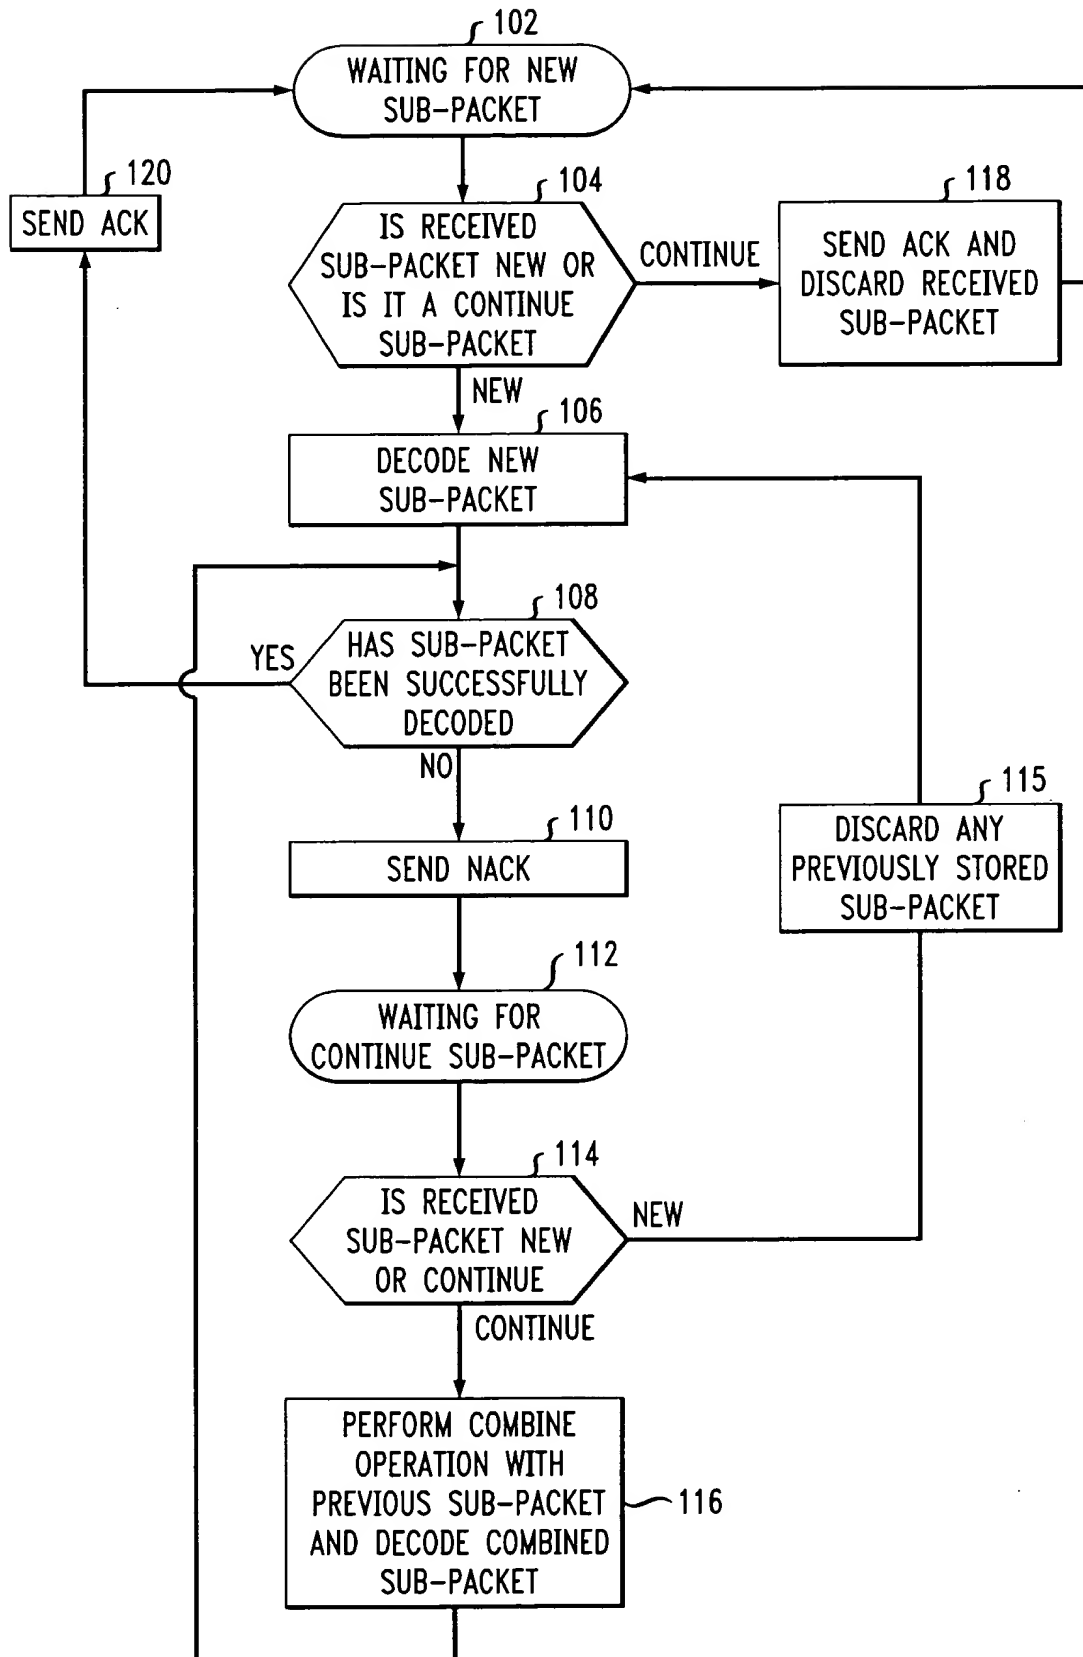 102
WAITING FOR NEW
SUB-PACKET
120
SEND ACK
104
IS RECEIVED
SUB-PACKET NEW OR
IS IT A CONTINUE
SUB-PACKET
CONTINUE
118
SEND ACK AND
DISCARD RECEIVED
SUB-PACKET
NEW
106
DECODE NEW
SUB-PACKET
108
HAS SUB-PACKET
BEEN SUCCESSFULLY
DECODED
YES
NO
110
SEND NACK
115
DISCARD ANY
PREVIOUSLY STORED
SUB-PACKET
112
WAITING FOR
CONTINUE SUB-PACKET
114
IS RECEIVED
SUB-PACKET NEW
OR CONTINUE
NEW
CONTINUE
PERFORM COMBINE
OPERATION WITH
PREVIOUS SUB-PACKET
AND DECODE COMBINED
SUB-PACKET
116